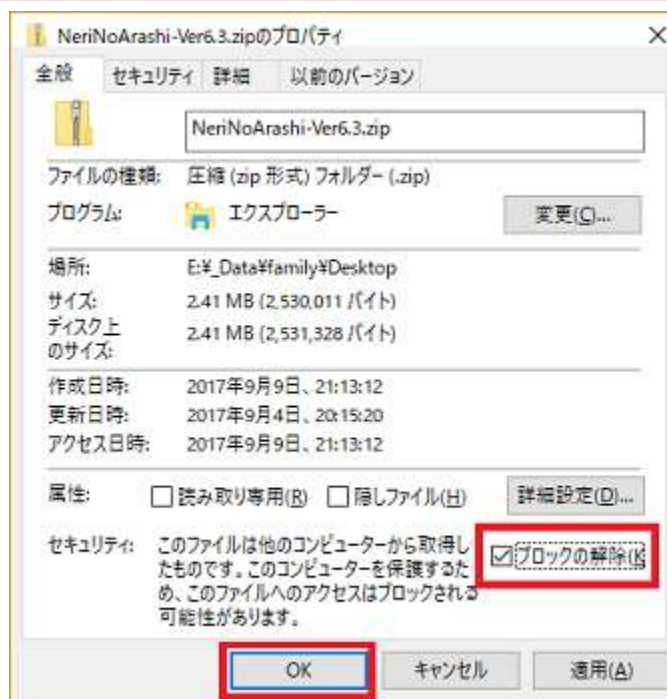 NeriNoArashi-Ver6.3.zipのプロパティ
全般 セキュリティ 詳細 以前のバージョン
NeriNoArashi-Ver6.3.zip
ファイルの種類: 圧縮 (zip 形式) フォルダー (.zip)
プログラム: エクスプローラー 変更(C)...
場所: E:¥_Data¥family¥Desktop
サイズ: 2.41 MB (2,530,011 バイト)
ディスク上
のサイズ: 2.41 MB (2,531,328 バイト)
作成日時: 2017年9月9日、21:13:12
更新日時: 2017年9月4日、20:15:20
アクセス日時: 2017年9月9日、21:13:12
属性: 読み取り専用(R) 隠しファイル(H) 詳細設定(D)...
セキュリティ: このファイルは他のコンピューターから取得し
たものです。このコンピューターを保護するた
め、このファイルへのアクセスはブロックされる
可能性があります。
ブロックの解除(K
OK キャンセル 適用(A)